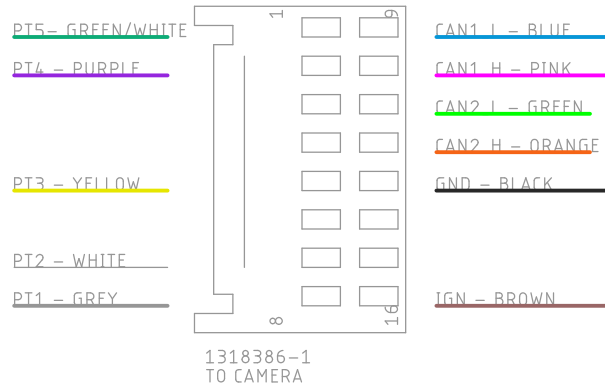 PT5- GREEN/WHITE
PT4 - PURPLE
PT3 - YELLOW
PT2 - WHITE
PT1 - GREY
1
9
8
16
CAN1 L - BLUE
CAN1 H - PINK
CAN2 L - GREEN
CAN2 H - ORANGE
GND - BLACK
IGN - BROWN
1318386-1
TO CAMERA